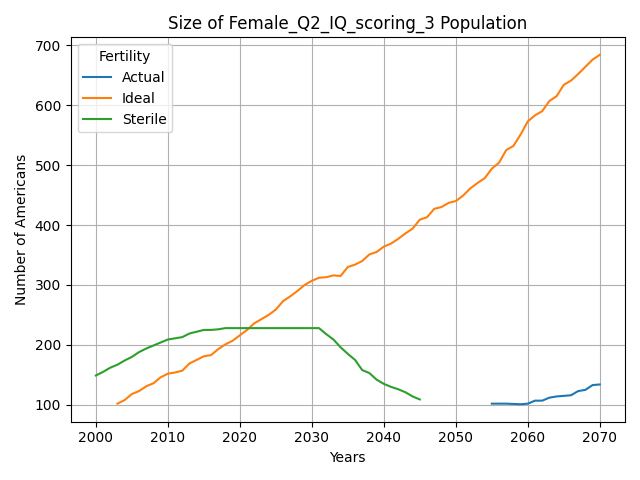 Size of Female_Q2_IQ_scoring_3 Population
Fertility
Actual
Ideal
Sterile
Number of Americans
700
600
500
400
300
200
100
2000 2010 2020 2030 2040 2050 2060 2070
Years